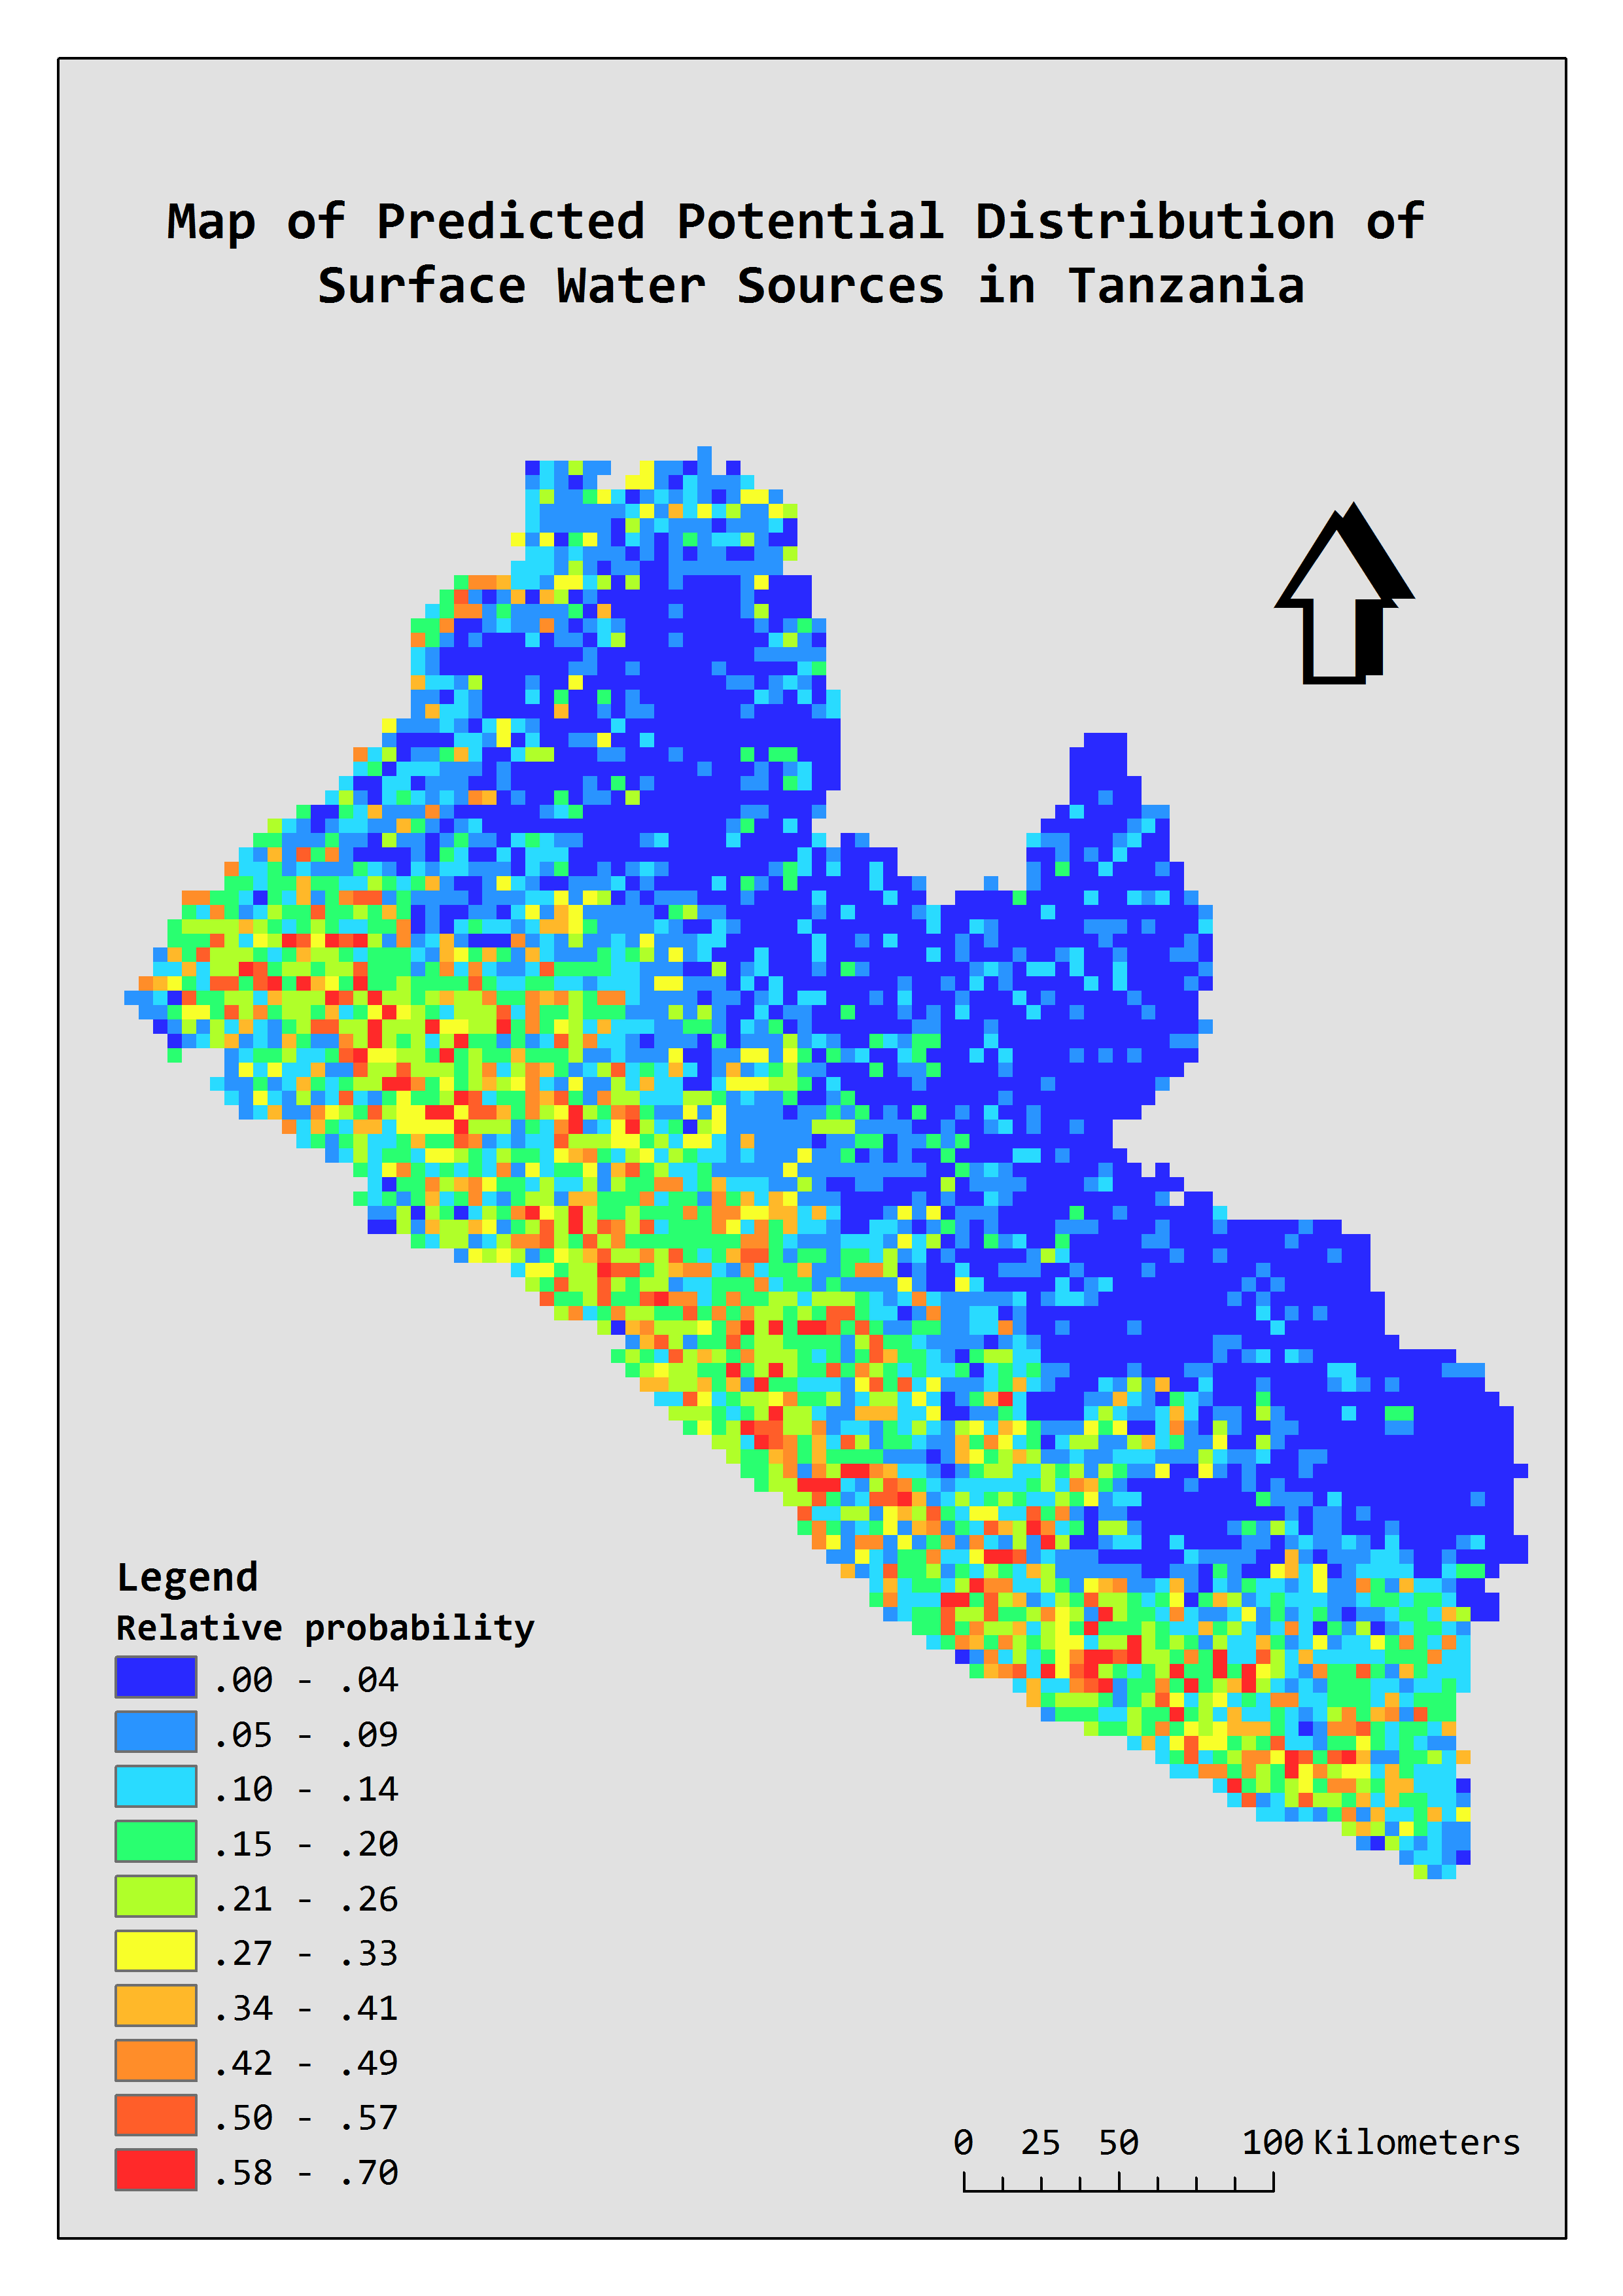 Map of Predicted Potential Distribution of
Surface Water Sources in Tanzania
Legend
Relative probability
.00 - .04
.05 - .09
.10 - .14
.15 - .20
.21 - .26
.27 - .33
.34 - .41
.42 - .49
.50 - .57
.58 - .70
0 25 50 100 Kilometers